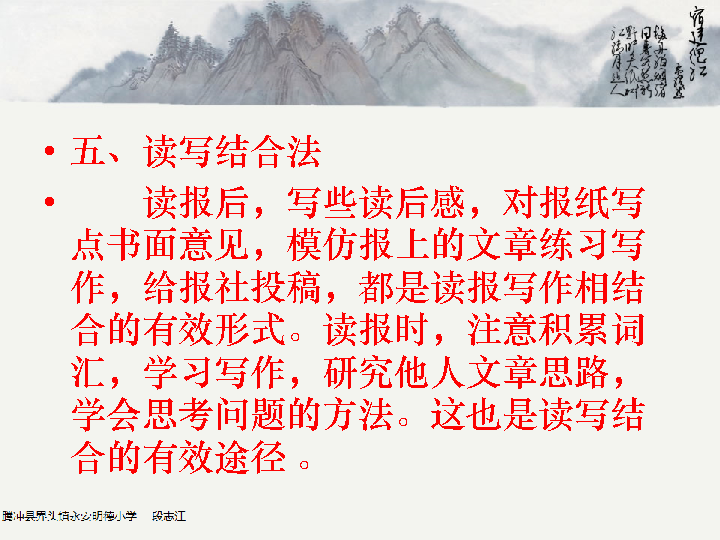 宿建德江
五、读写结合法
读报后，写些读后感，对报纸写
点书面意见，模仿报上的文章练习写
作，给报社投稿，都是读报写作相结
合的有效形式。读报时，注意积累词
汇，学习写作，研究他人文章思路，
学会思考问题的方法。这也是读写结
合的有效途径 。
腾冲县界头镇永安明德小学 段志江